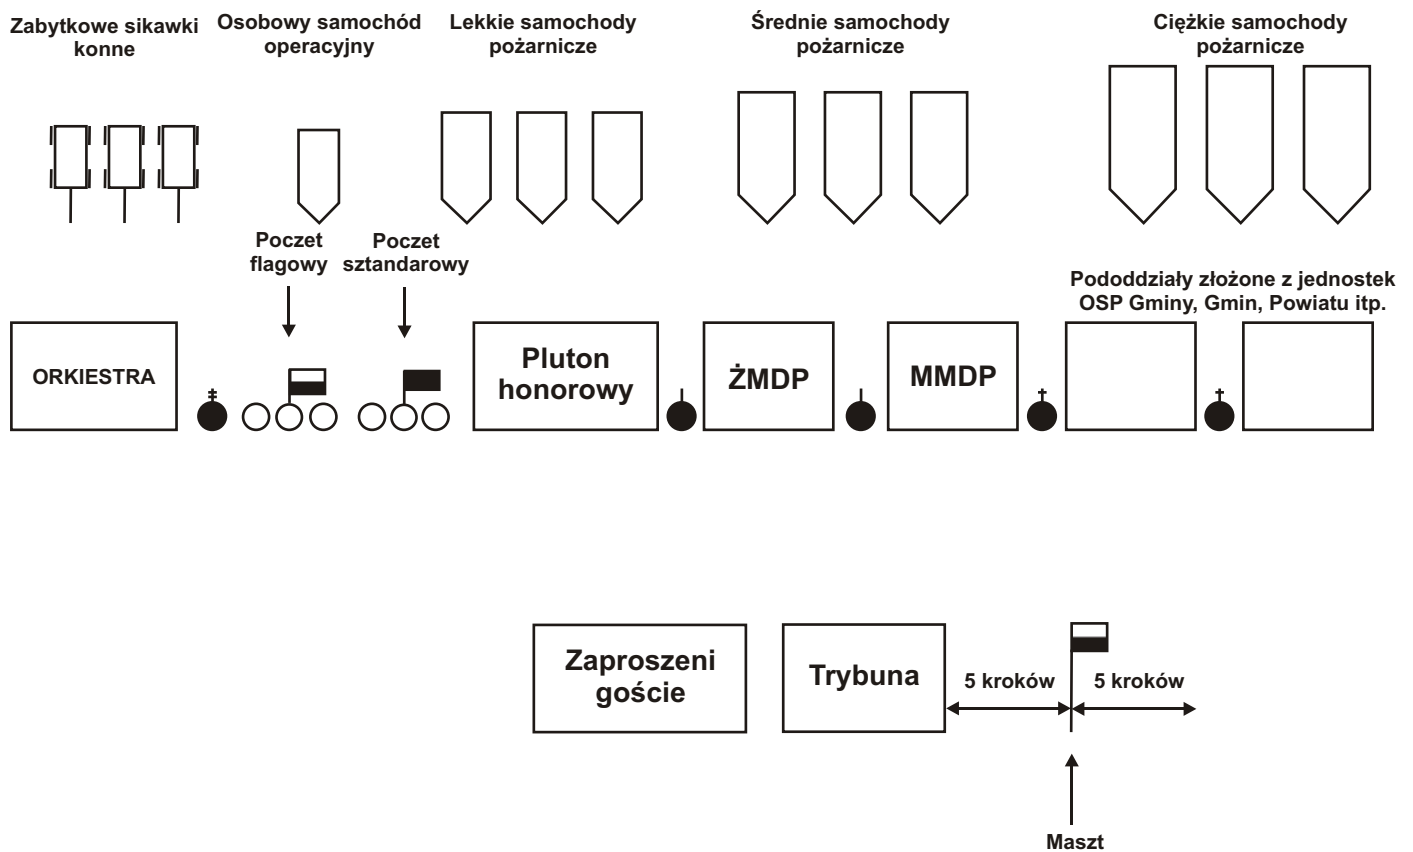 Zabytkowe sikawki
konne
Osobowy samochód
operacyjny
Lekkie samochody
pożarnicze
Średnie samochody
pożarnicze
Ciężkie samochody
pożarnicze
Poczet
flagowy
Poczet
sztandarowy
Pododdziały złożone z jednostek
OSP Gminy, Gmin, Powiatu itp.
ORKIESTRA
Pluton
honorowy
ŻMDP
MMDP
Zaproszeni
goście
Trybuna
5 kroków
5 kroków
Maszt